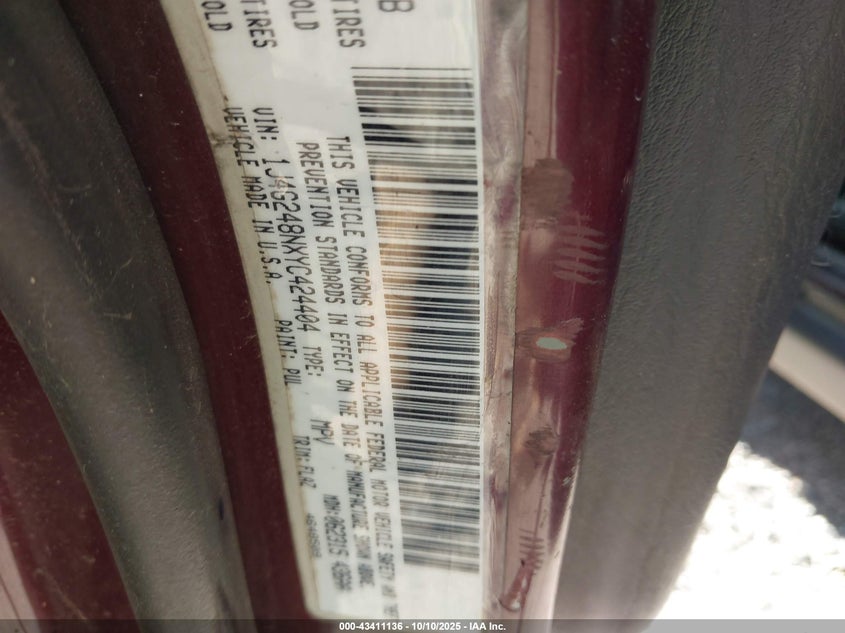 B
TIRES
OLD
TIRES
OLD
THIS VEHICLE CONFORMS TO ALL APPLICABLE FEDERAL MOTOR VEHICLE SAFETY
PREVENTION STANDARDS IN EFFECT ON THE DATE OF MANUFACTURE SHOWN ABOVE.
VIN: 1J4G248NXYC424404 TYPE: MPV MDH:062315
VEHICLE MADE IN U.S.A. PAINT: PUL TRIM:
000-43411136 - 10/10/2025 - IAA Inc.